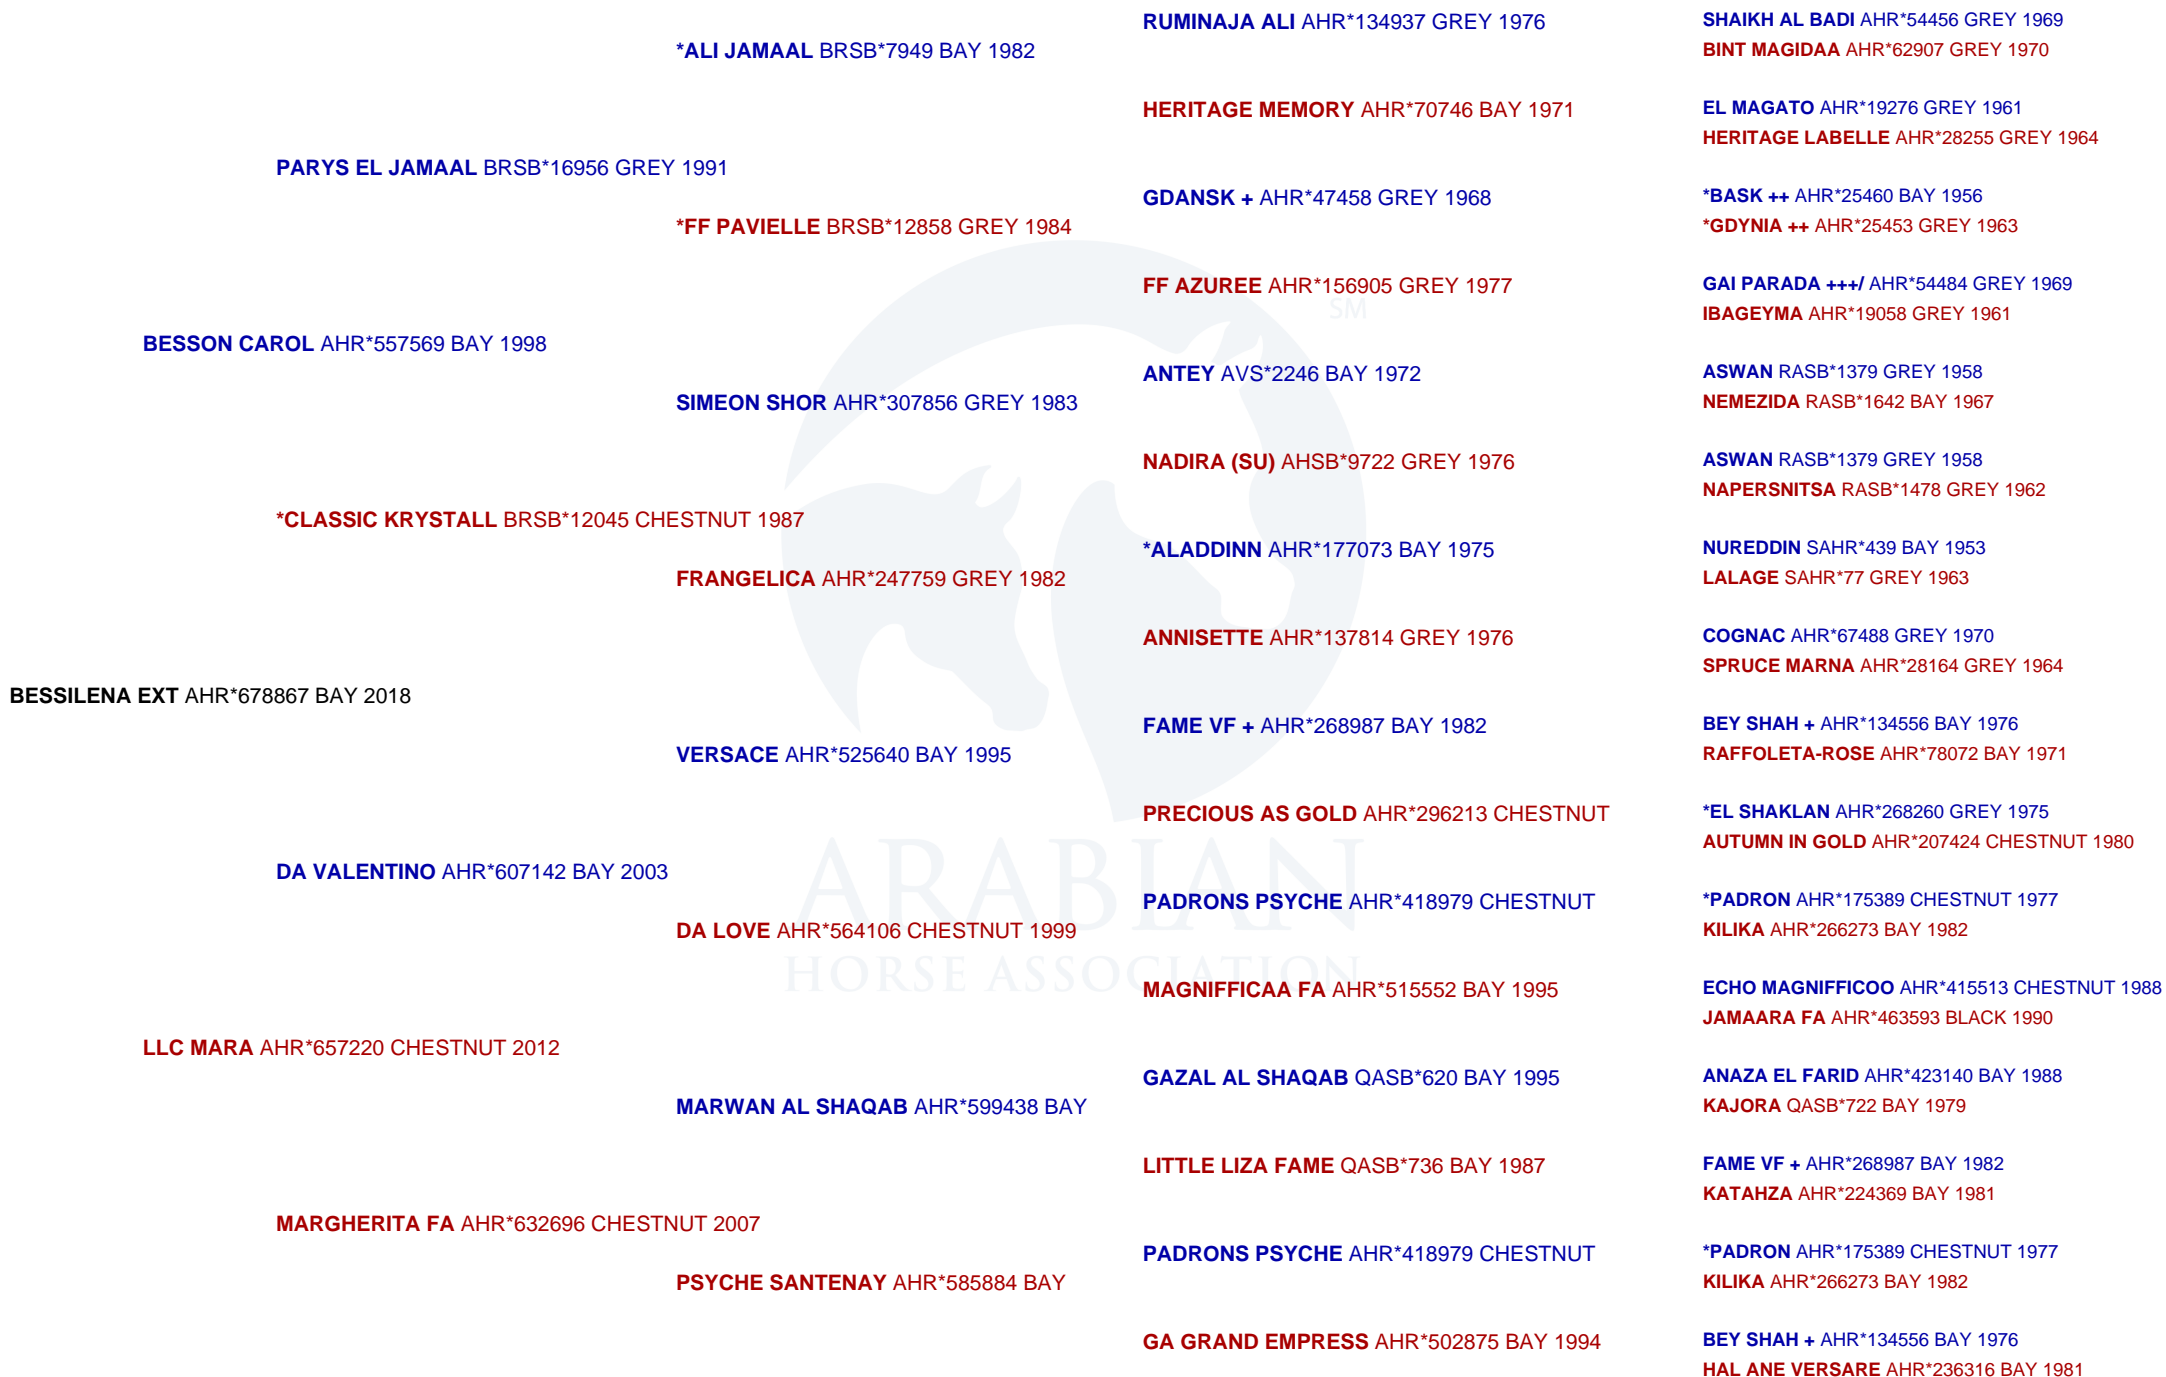 RUMINAJA ALI AHR*134937 GREY 1976
SHAIKH AL BADI AHR*54456 GREY 1969
*ALI JAMAAL BRSB*7949 BAY 1982
BINT MAGIDAA AHR*62907 GREY 1970
HERITAGE MEMORY AHR*70746 BAY 1971
EL MAGATO AHR*19276 GREY 1961
HERITAGE LABELLE AHR*28255 GREY 1964
PARYS EL JAMAAL BRSB*16956 GREY 1991
GDANSK + AHR*47458 GREY 1968
*BASK ++ AHR*25460 BAY 1956
*FF PAVIELLE BRSB*12858 GREY 1984
*GDYNIA ++ AHR*25453 GREY 1963
FF AZUREE AHR*156905 GREY 1977
GAI PARADA +++/ AHR*54484 GREY 1969
SM
IBAGEYMA AHR*19058 GREY 1961
BESSON CAROL AHR*557569 BAY 1998
ANTEY AVS*2246 BAY 1972
ASWAN RASB*1379 GREY 1958
SIMEON SHOR AHR*307856 GREY 1983
NEMEZIDA RASB*1642 BAY 1967
NADIRA (SU) AHSB*9722 GREY 1976
ASWAN RASB*1379 GREY 1958
NAPERSNITSA RASB*1478 GREY 1962
*CLASSIC KRYSTALL BRSB*12045 CHESTNUT 1987
*ALADDINN AHR*177073 BAY 1975
NUREDDIN SAHR*439 BAY 1953
FRANGELICA AHR*247759 GREY 1982
LALAGE SAHR*77 GREY 1963
ANNISETTE AHR*137814 GREY 1976
COGNAC AHR*67488 GREY 1970
SPRUCE MARNA AHR*28164 GREY 1964
BESSILENA EXT AHR*678867 BAY 2018
FAME VF + AHR*268987 BAY 1982
BEY SHAH + AHR*134556 BAY 1976
VERSACE AHR*525640 BAY 1995
RAFFOLETA-ROSE AHR*78072 BAY 1971
PRECIOUS AS GOLD AHR*296213 CHESTNUT
*EL SHAKLAN AHR*268260 GREY 1975
AUTUMN IN GOLD AHR*207424 CHESTNUT 1980
DA VALENTINO AHR*607142 BAY 2003
ARABIAN
PADRONS PSYCHE AHR*418979 CHESTNUT
*PADRON AHR*175389 CHESTNUT 1977
DA LOVE AHR*564106 CHESTNUT 1999
KILIKA AHR*266273 BAY 1982
HORSE ASSOCIATION
MAGNIFFICAA FA AHR*515552 BAY 1995
ECHO MAGNIFFICOO AHR*415513 CHESTNUT 1988
JAMAARA FA AHR*463593 BLACK 1990
LLC MARA AHR*657220 CHESTNUT 2012
GAZAL AL SHAQAB QASB*620 BAY 1995
ANAZA EL FARID AHR*423140 BAY 1988
MARWAN AL SHAQAB AHR*599438 BAY
KAJORA QASB*722 BAY 1979
LITTLE LIZA FAME QASB*736 BAY 1987
FAME VF + AHR*268987 BAY 1982
KATAHZA AHR*224369 BAY 1981
MARGHERITA FA AHR*632696 CHESTNUT 2007
PADRONS PSYCHE AHR*418979 CHESTNUT
*PADRON AHR*175389 CHESTNUT 1977
PSYCHE SANTENAY AHR*585884 BAY
KILIKA AHR*266273 BAY 1982
GA GRAND EMPRESS AHR*502875 BAY 1994
BEY SHAH + AHR*134556 BAY 1976
HAL ANE VERSARE AHR*236316 BAY 1981